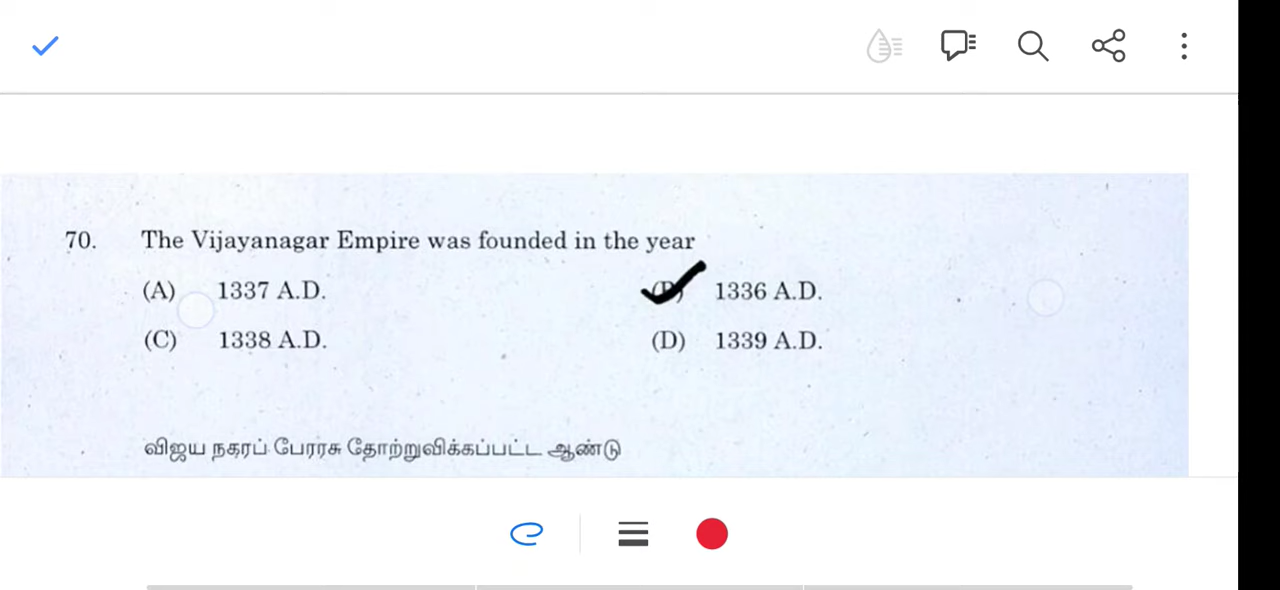 70. The Vijayanagar Empire was founded in the year
(A) 1337 A.D. (B) 1336 A.D.
(C) 1338 A.D. (D) 1339 A.D.
விஜய நகரப் பேரரசு தோற்றுவிக்கப்பட்ட ஆண்டு